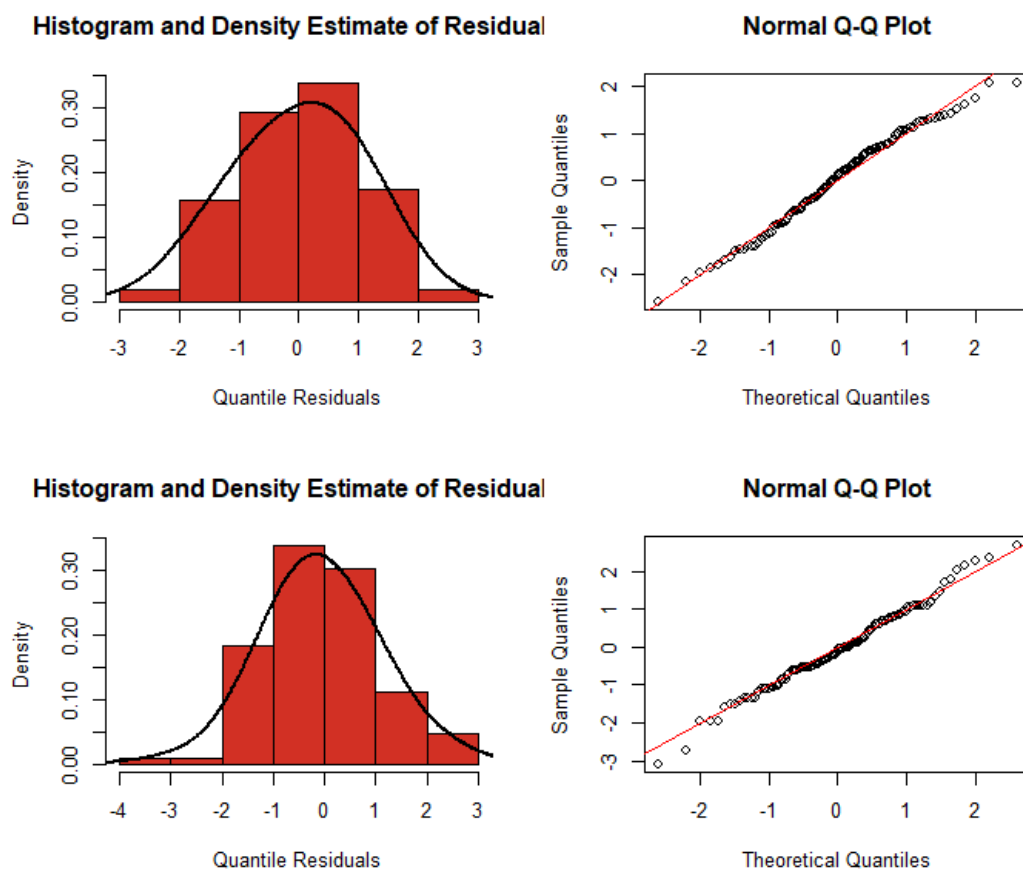 Histogram and Density Estimate of Residual
Density
0.00 0.10 0.20 0.30
-3 -2 -1 0 1 2 3
Quantile Residuals
Normal Q-Q Plot
Sample Quantiles
-2 -1 0 1 2
-2 -1 0 1 2
Theoretical Quantiles
Histogram and Density Estimate of Residual
Density
0.00 0.10 0.20 0.30
-4 -3 -2 -1 0 1 2 3
Quantile Residuals
Normal Q-Q Plot
Sample Quantiles
-3 -2 -1 0 1 2
-2 -1 0 1 2
Theoretical Quantiles